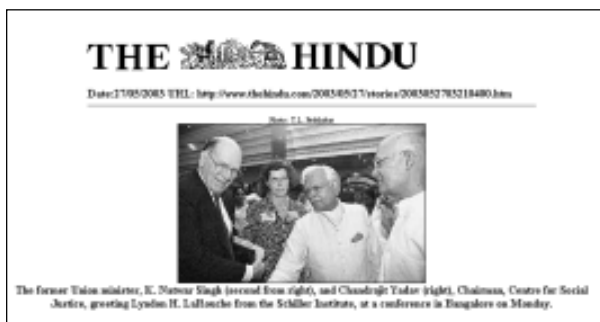 THE HINDU
Date:27/05/2003 URL: http://www.thehindu.com/2003/05/27/stories/2003052703210400.htm
Photo: T.L.
The former Union minister, K. Natwar Singh (second from right), and Chandrajit Yadav (right), Chairman, Centre for Social
Justice, greeting Lyndon H. LaRouche from the Schiller Institute, at a conference in Bangalore on Monday.